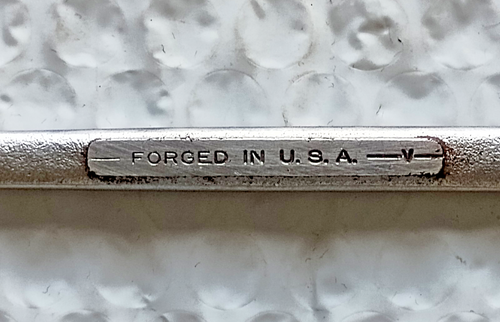 — FORGED IN U.S.A. —V—